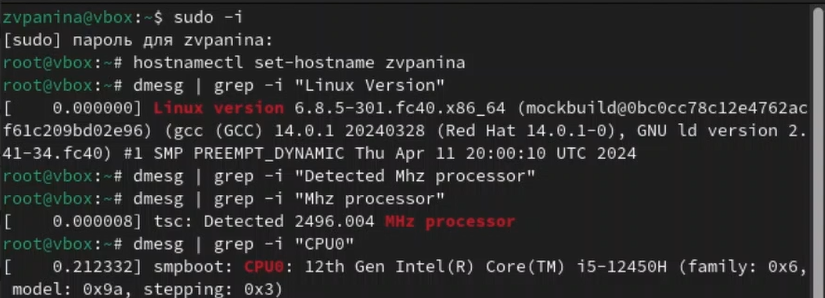 zvpanina@vbox:~$ sudo -i
[sudo] пароль для zvpanina:
root@vbox:~# hostnamectl set-hostname zvpanina
root@vbox:~# dmesg | grep -i "Linux Version"
[    0.000000] Linux version 6.8.5-301.fc40.x86_64 (mockbuild@0bc0cc78c12e4762ac
f61c209bd02e96) (gcc (GCC) 14.0.1 20240328 (Red Hat 14.0.1-0), GNU ld version 2.
41-34.fc40) #1 SMP PREEMPT_DYNAMIC Thu Apr 11 20:00:10 UTC 2024
root@vbox:~# dmesg | grep -i "Detected Mhz processor"
root@vbox:~# dmesg | grep -i "Mhz processor"
[    0.000008] tsc: Detected 2496.004 MHz processor
root@vbox:~# dmesg | grep -i "CPU0"
[    0.212332] smpboot: CPU0: 12th Gen Intel(R) Core(TM) i5-12450H (family: 0x6,
 model: 0x9a, stepping: 0x3)